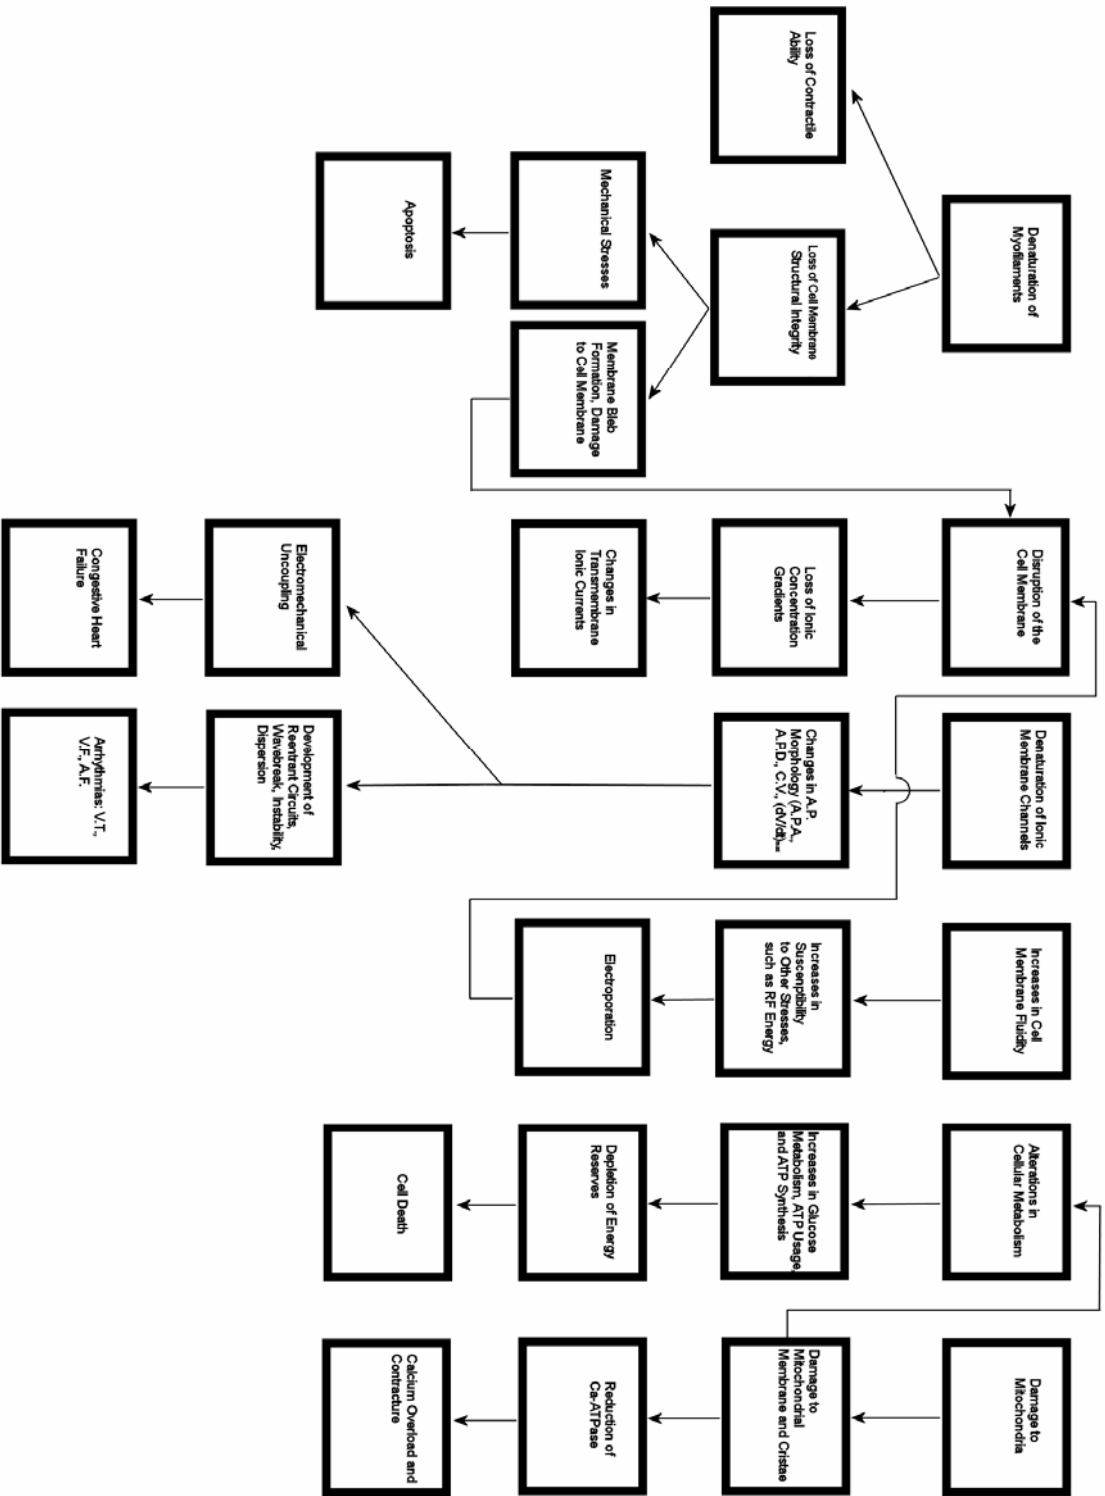 Denaturation of
Myofilaments
Disruption of the
Cell Membrane
Denaturation of Ionic
Membrane Channels
Increases in Cell
Membrane Fluidity
Alterations in
Cellular Metabolism
Damage to
Mitochondria
Loss of Contractile
Ability
Loss of Cell Membrane
Structural Integrity
Loss of Ionic
Concentration
Gradients
Changes in A.P.
Morphology (A.P.A.,
A.P.D., C.V., (dV/dt)
Increases in
Suscenptibility
to Other Stresses,
such as RF Energy
Increases in Glucose
Metabolism, ATP Usage,
and ATP Synthesis
Damage to
Mitochondrial
Membrane and Cristae
Mechanical Stresses
Membrane Bleb
Formation, Damage
to Cell Membrane
Changes in
Transmembrane
Ionic Currents
Electroporation
Depletion of Energy
Reserves
Reduction of
Ca-ATPase
Apoptosis
Electromechanical
Uncoupling
Development of
Reentrant Circuits,
Wavebreak, Instability,
Dispersion
Cell Death
Calcium Overload and
Contracture
Congestive Heart
Failure
Arrhythmias: V.T.,
V.F., A.F.